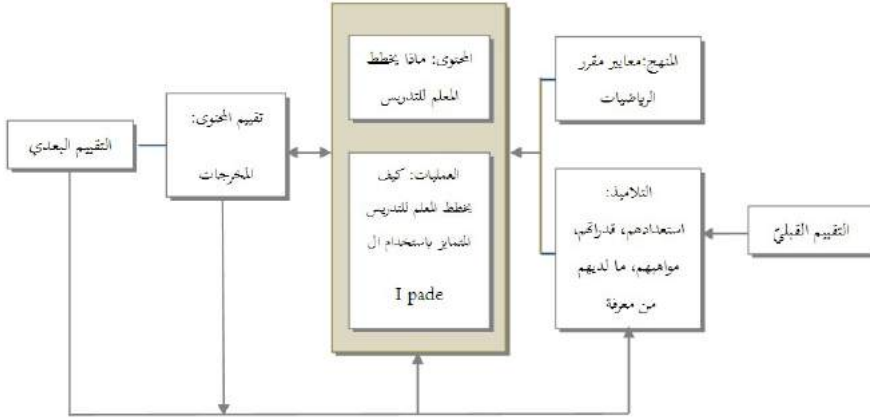 المنهج:معايير مقرر
الرياضيات
التلاميذ:
استعدادهم، قدراتهم،
مواهبهم، ما لديهم
من معرفة
التقييم القبليّ
المحتوى: ماذا يخطط
المعلم للتدريس
العمليات: كيف
يخطط المعلم للتدريس
المتمايز باستخدام ال
I pade
تقييم المحتوى:
المخرجات
التقييم البعدي